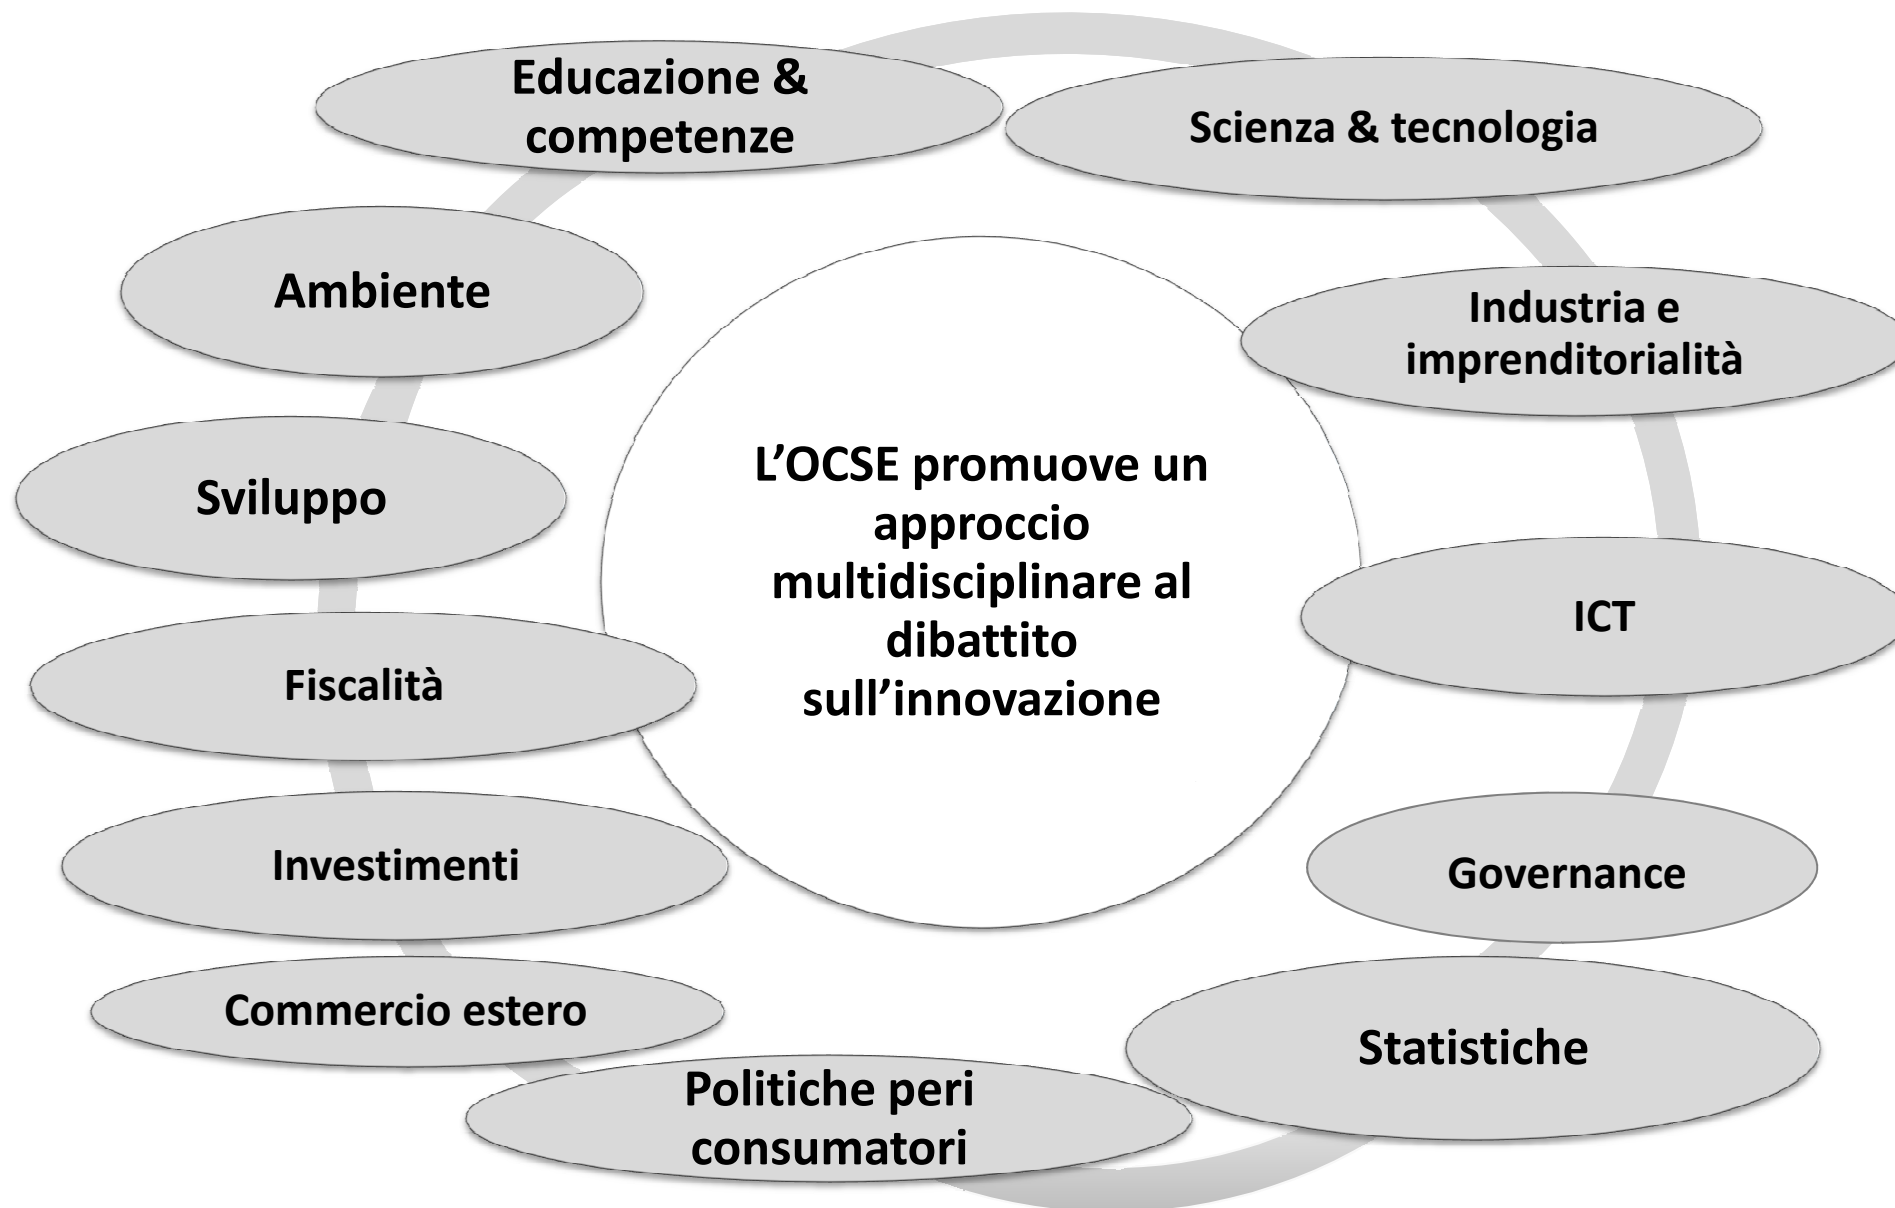 Educazione &
competenze
Scienza & tecnologia
Ambiente
Industria e
imprenditorialità
L’OCSE promuove un
approccio
multidisciplinare al
dibattito
sull’innovazione
Sviluppo
ICT
Fiscalità
Investimenti
Governance
Commercio estero
Statistiche
Politiche peri
consumatori